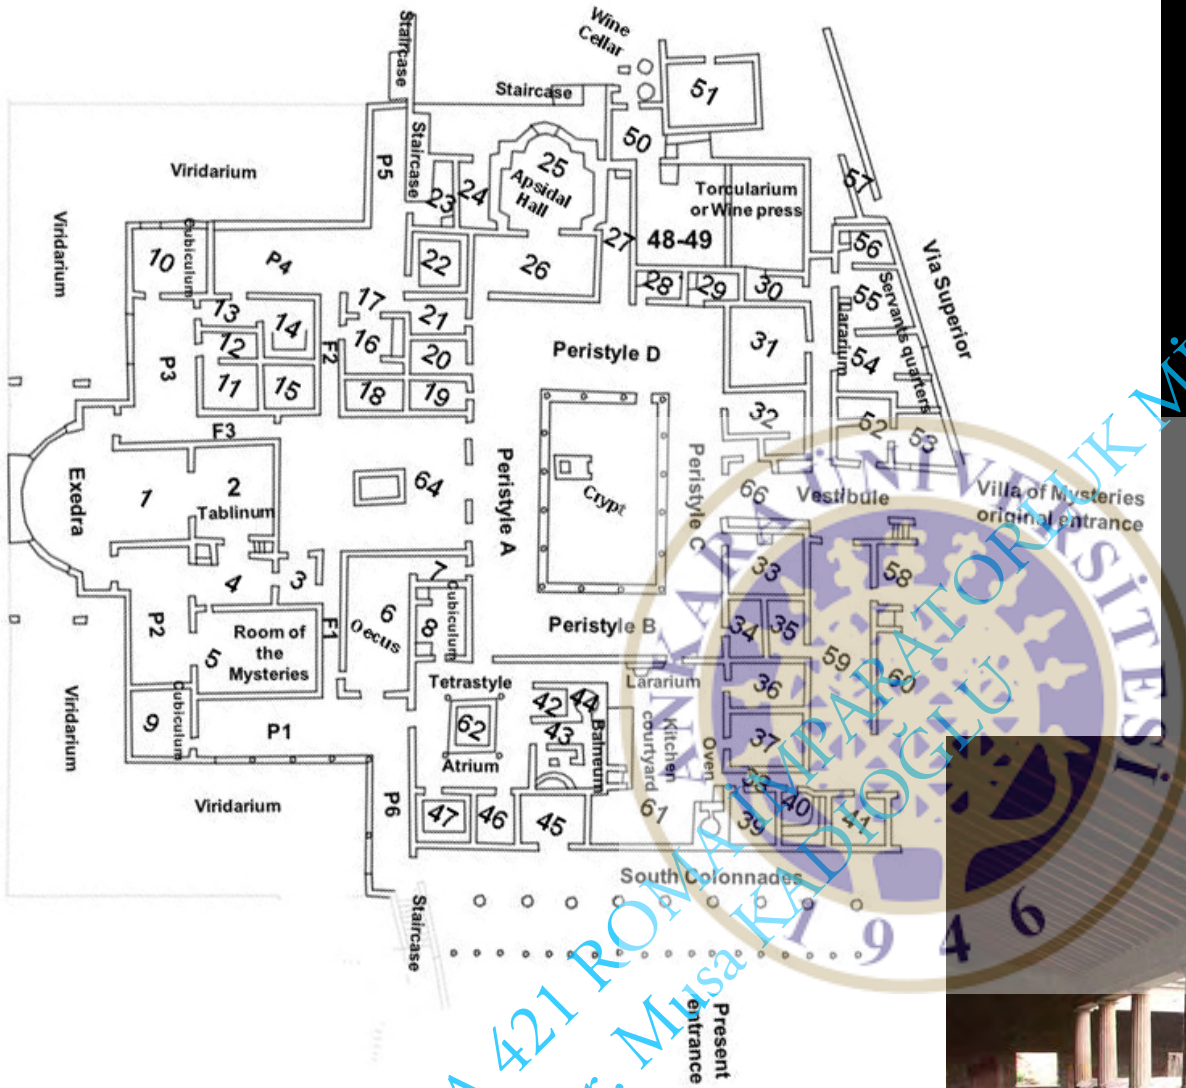 Staircase
Wine
Cellar
51
Staircase
50
Staircase
P5
25
Apsidal
Hall
24
23
Torcularium
or Wine press
57
Viridarium
Viridarium
Cubiculum
10
P4
22
26
27
48-49
56
Via Superior
28
29
30
55
Servants quarters
Lararium
17
13
14
21
16
12
F2
20
P3
11
15
18
19
Peristyle D
31
54
32
52
53
F3
Exedra
1
2
Tablinum
64
Peristyle A
Crypt
Peristyle C
66
Vestibule
Villa of Mysteries
original entrance
4
3
7
6
Oecus
8
Cubiculum
33
58
P2
5
Room of
the
Mysteries
F1
Peristyle B
34
35
59
60
Tetrastyle
Lararium
36
Viridarium
9
Cubiculum
P1
62
42
44
43
Balneum
Kitchen
courtyard
Oven
37
Atrium
Viridarium
P6
47
46
45
61
38
39
40
41
South Colonnades
Staircase
Present
entrance
ANKARA ÜNİVERSİTESİ
1946
A 421 ROMA İMPARATORLUK Mİ
r. Musa KADIOĞLU